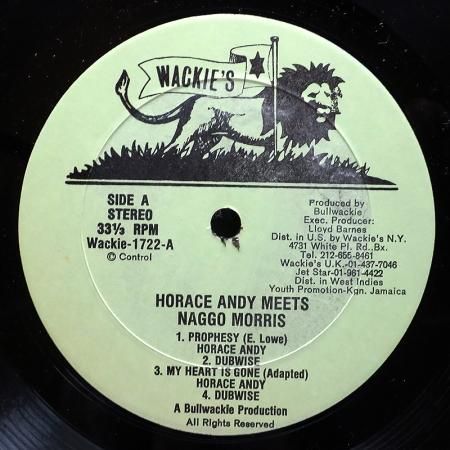 WACKIE'S
SIDE A
STEREO
33⅓ RPM
Wackie-1722-A
© Control
Produced by
Bullwackie
Exec. Producer:
Lloyd Barnes
Dist. in U.S. by Wackie's N.Y.
4731 White Pl. Rd..Bx.
Tel. 212-655-8461
Wackie's U.K.-01-437-7046
Jet Star-01-961-4422
Dist. in West Indies
Youth Promotion-Kgn. Jamaica
HORACE ANDY MEETS
NAGGO MORRIS
1. PROPHESY (E. Lowe)
HORACE ANDY
2. DUBWISE
3. MY HEART IS GONE (Adapted)
HORACE ANDY
4. DUBWISE
A Bullwackie Production
All Rights Reserved